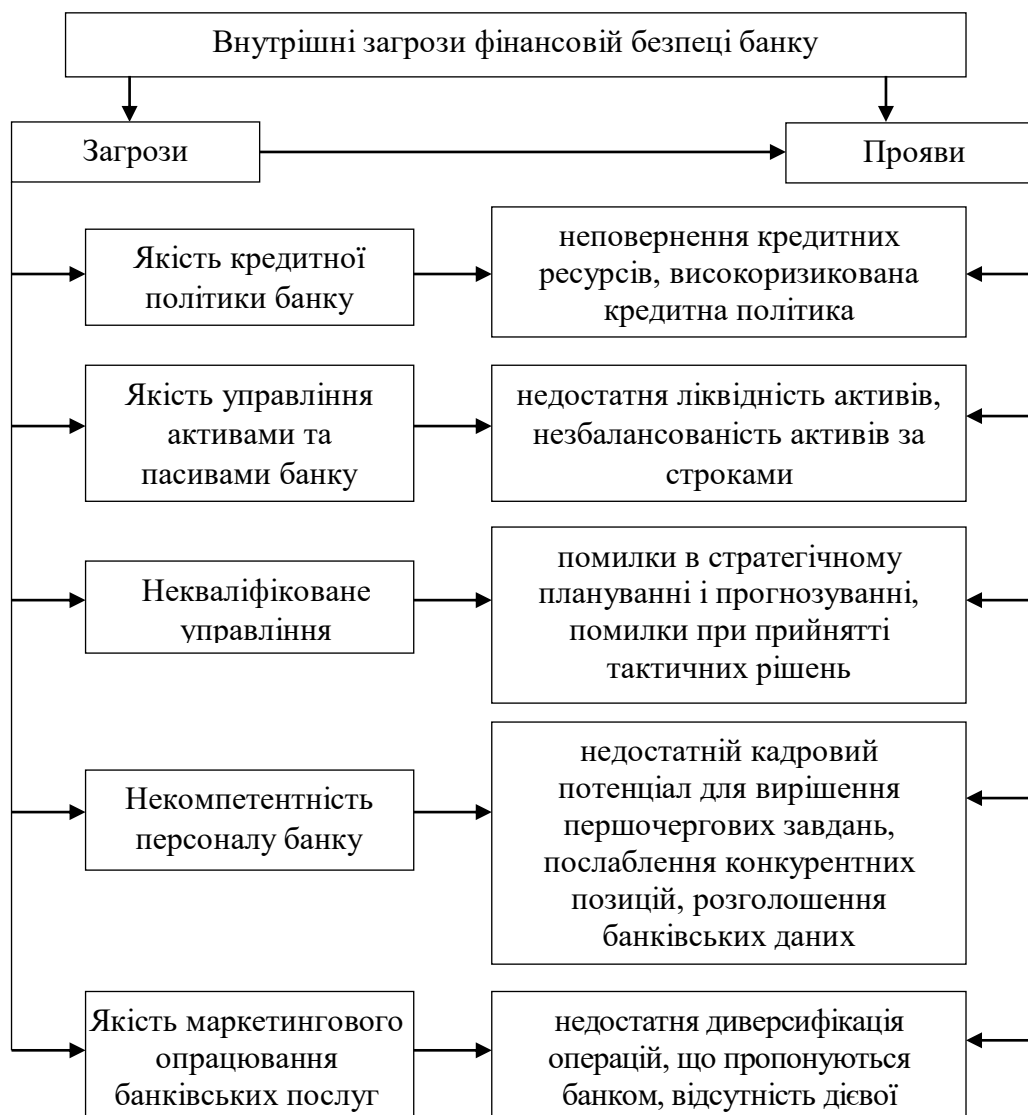 Внутрішні загрози фінансовій безпеці банку
Загрози
Прояви
Якість кредитної
політики банку
неповернення кредитних
ресурсів, високоризикована
кредитна політика
Якість управління
активами та
пасивами банку
недостатня ліквідність активів,
незбалансованість активів за
строками
Некваліфіковане
управління
помилки в стратегічному
плануванні і прогнозуванні,
помилки при прийнятті
тактичних рішень
Некомпетентність
персоналу банку
недостатній кадровий
потенціал для вирішення
першочергових завдань,
послаблення конкурентних
позицій, розголошення
банківських даних
Якість маркетингового
опрацювання
банківських послуг
недостатня диверсифікація
операцій, що пропонуються
банком, відсутність дієвої